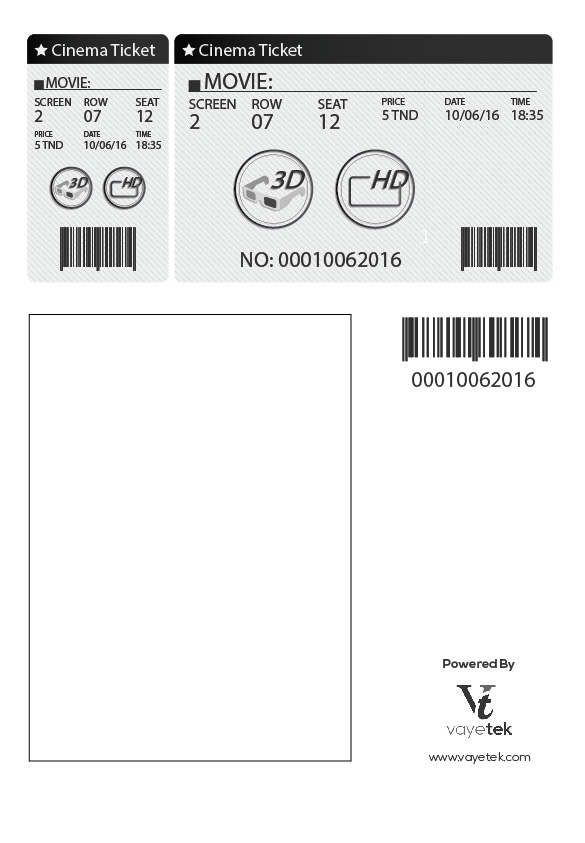 Cinema Ticket
MOVIE:
SCREEN ROW SEAT
2 07 12
PRICE DATE TIME
5 TND 10/06/16 18:35
3D HD
Cinema Ticket
MOVIE:
SCREEN ROW SEAT PRICE DATE TIME
2 07 12 5 TND 10/06/16 18:35
3D HD
1
NO: 00010062016
00010062016
Powered By
Vt
vayetek
www.vayetek.com